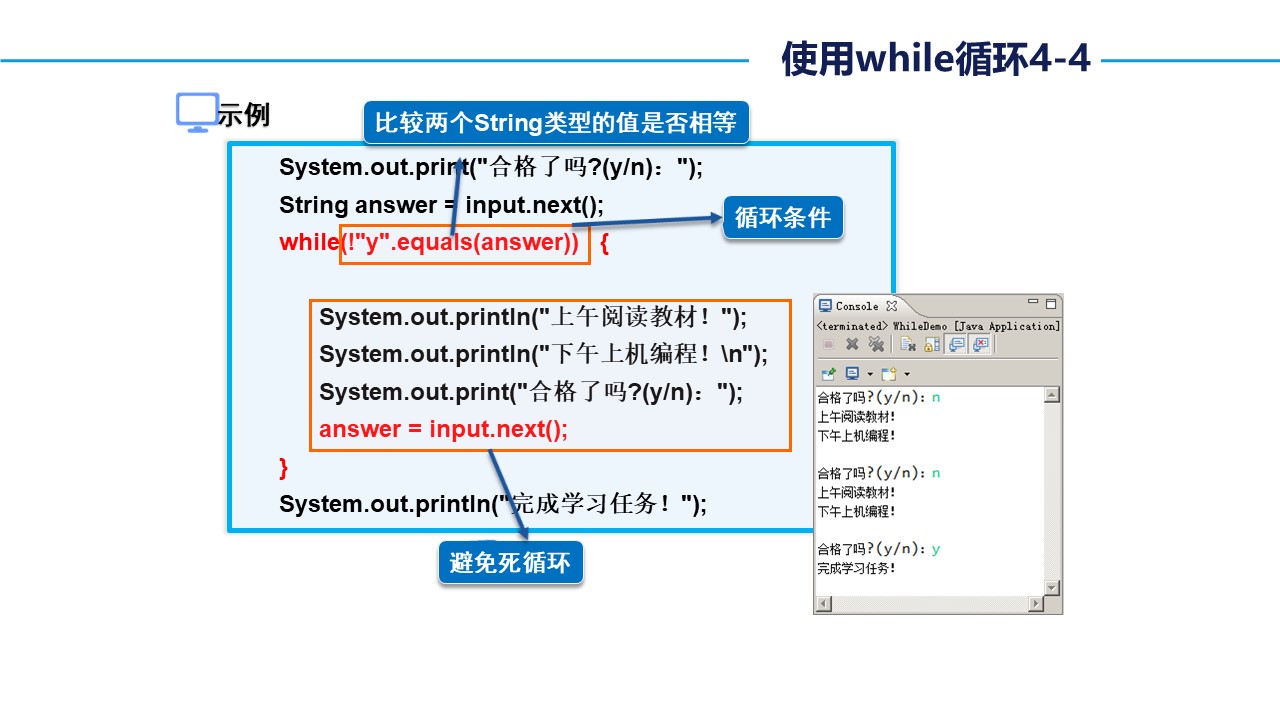 使用while循环4-4
示例
比较两个String类型的值是否相等
System.out.print("合格了吗?(y/n)：");
String answer = input.next();
循环条件
while(!"y".equals(answer)) {
System.out.println("上午阅读教材！");
System.out.println("下午上机编程！\n");
System.out.print("合格了吗?(y/n)：");
answer = input.next();
}
System.out.println("完成学习任务！");
避免死循环
Console
<terminated> WhileDemo [Java Application]
合格了吗?(y/n)：n
上午阅读教材！
下午上机编程！
合格了吗?(y/n)：n
上午阅读教材！
下午上机编程！
合格了吗?(y/n)：y
完成学习任务！